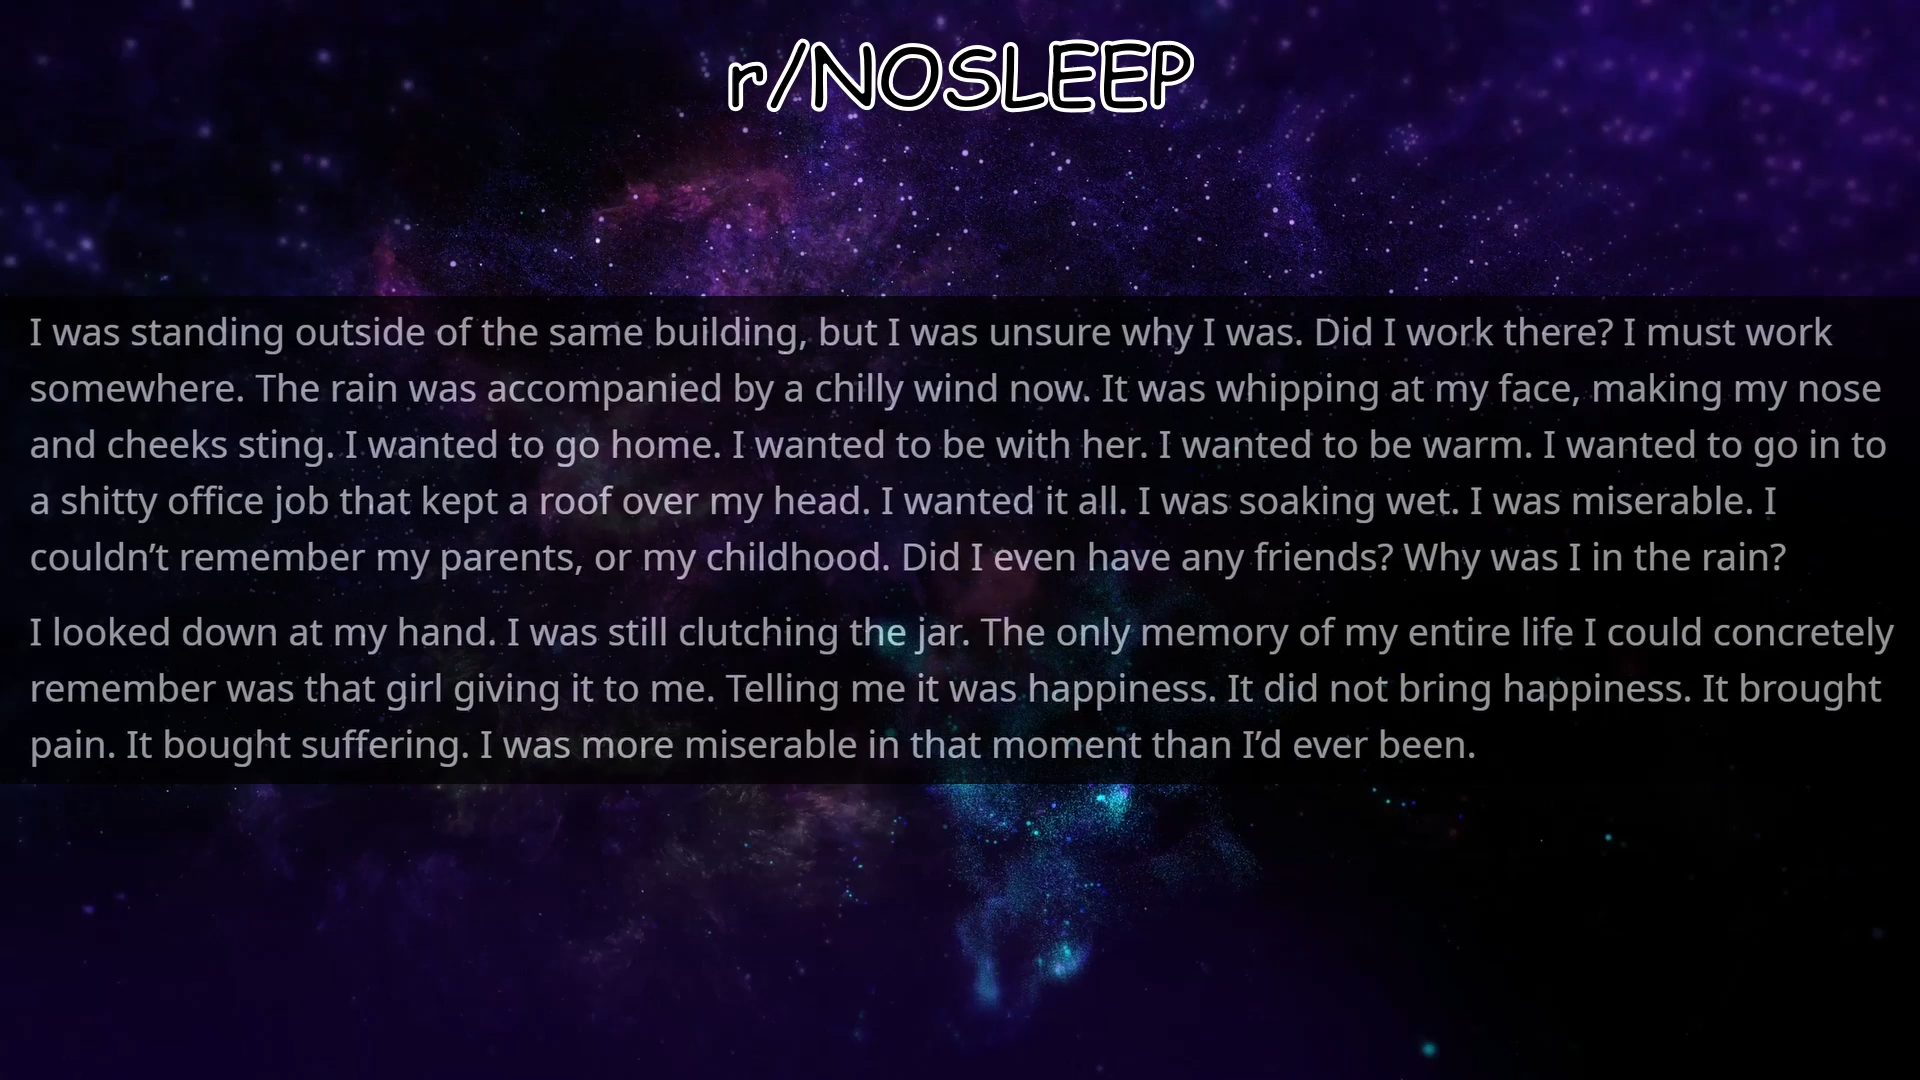 r/NOSLEEP
I was standing outside of the same building, but I was unsure why I was. Did I work there? I must work
somewhere. The rain was accompanied by a chilly wind now. It was whipping at my face, making my nose
and cheeks sting. I wanted to go home. I wanted to be with her. I wanted to be warm. I wanted to go in to
a shitty office job that kept a roof over my head. I wanted it all. I was soaking wet. I was miserable. I
couldn’t remember my parents, or my childhood. Did I even have any friends? Why was I in the rain?
I looked down at my hand. I was still clutching the jar. The only memory of my entire life I could concretely
remember was that girl giving it to me. Telling me it was happiness. It did not bring happiness. It brought
pain. It bought suffering. I was more miserable in that moment than I’d ever been.